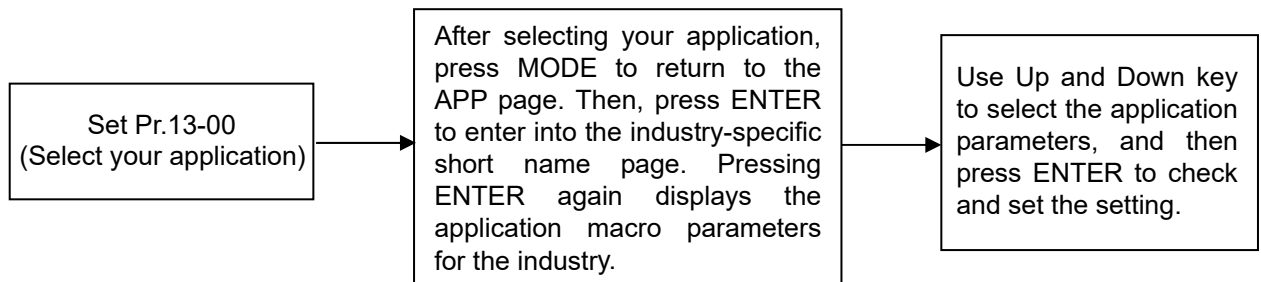 Set Pr.13-00
(Select your application)
After selecting your application,
press MODE to return to the
APP page. Then, press ENTER
to enter into the industry-specific
short name page. Pressing
ENTER again displays the
application macro parameters
for the industry.
Use Up and Down key
to select the application
parameters, and then
press ENTER to check
and set the setting.